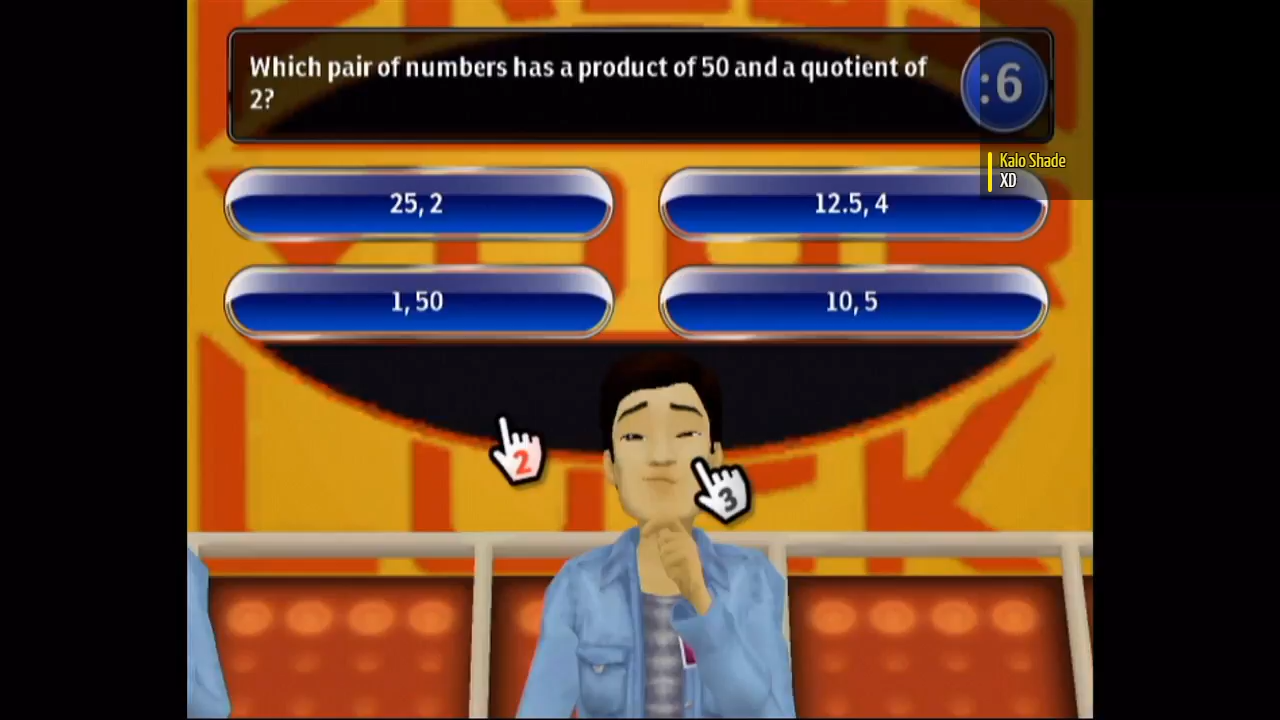 Which pair of numbers has a product of 50 and a quotient of
2?
:6
Kalo Shade
XD
25, 2
12.5, 4
1, 50
10, 5
2
3